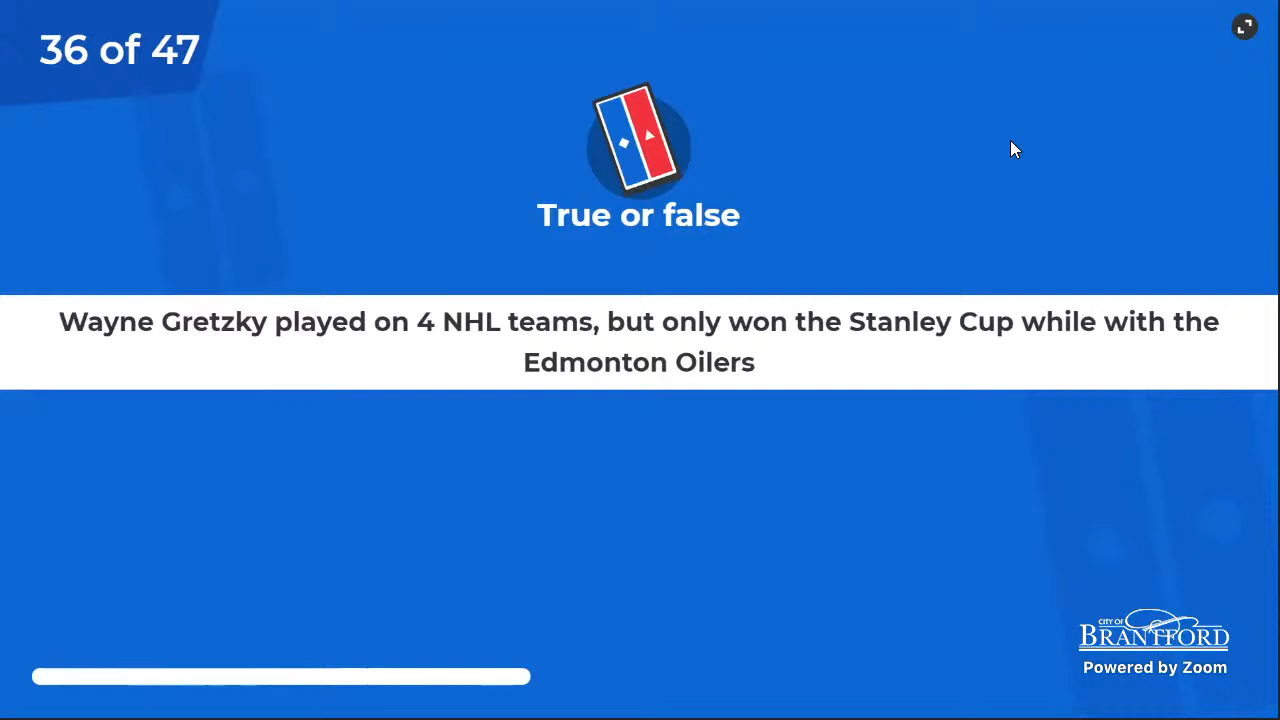 36 of 47
True or false
Wayne Gretzky played on 4 NHL teams, but only won the Stanley Cup while with the
Edmonton Oilers
CITY OF
BRANTFORD
Powered by Zoom